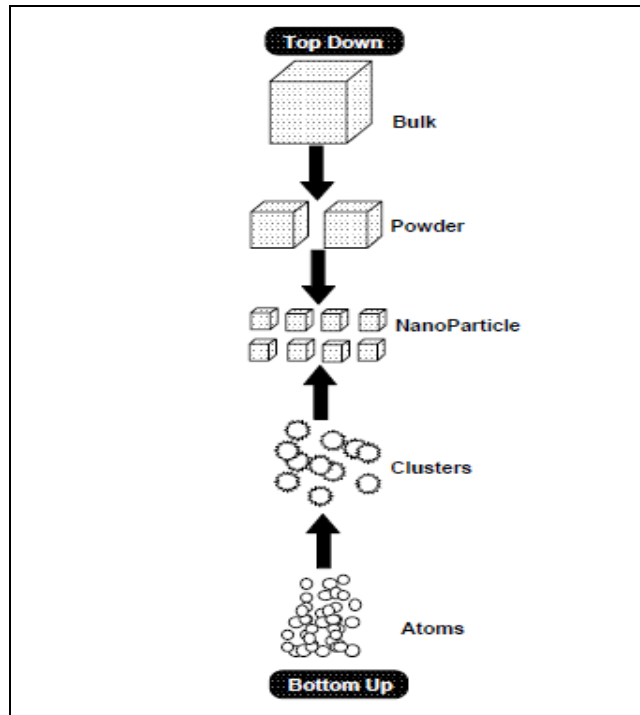 Top Down
Bulk
Powder
NanoParticle
Clusters
Atoms
Bottom Up